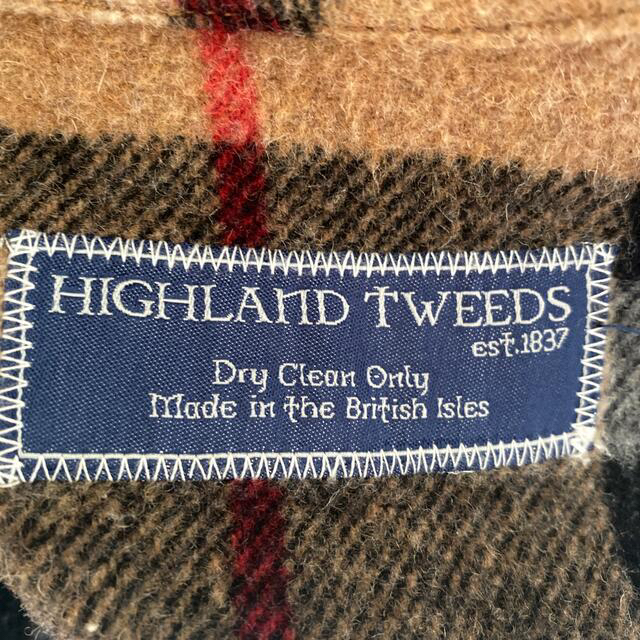 HIGHLAND TWEEDS
est.1837
Dry Clean Only
Made in the British Isles